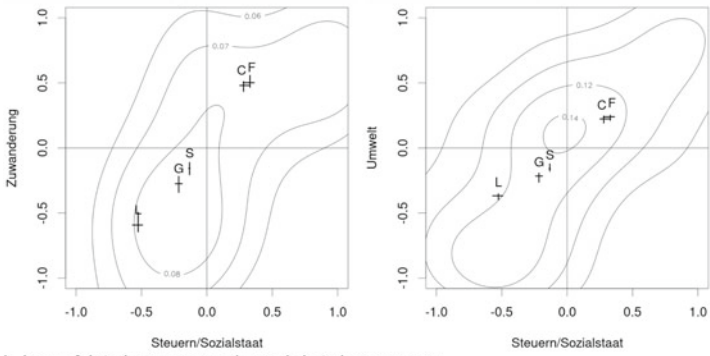 0.06
0.07
C F
S
G
L
0.08
Zuwanderung
1.0
0.5
0.0
-0.5
-1.0
-1.0 -0.5 0.0 0.5 1.0
Steuern/Sozialstaat
0.12
0.14
C F
S
G
L
Umwelt
1.0
0.5
0.0
-0.5
-1.0
-1.0 -0.5 0.0 0.5 1.0
Steuern/Sozialstaat